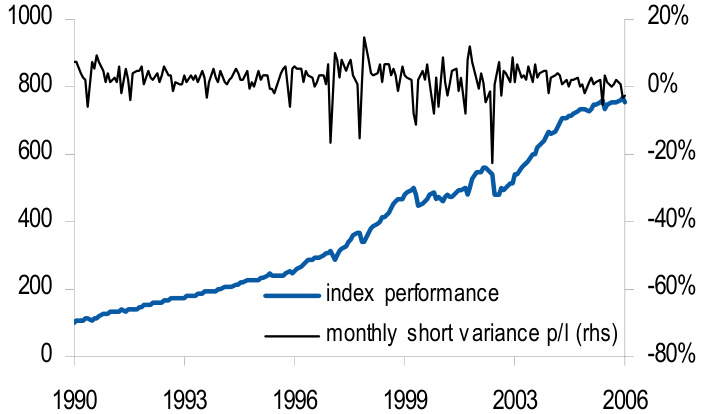 1000 20%
800 0%
600 -20%
400 -40%
200 -60%
index performance
monthly short variance p/l (rhs)
0 -80%
1990 1993 1996 1999 2003 2006